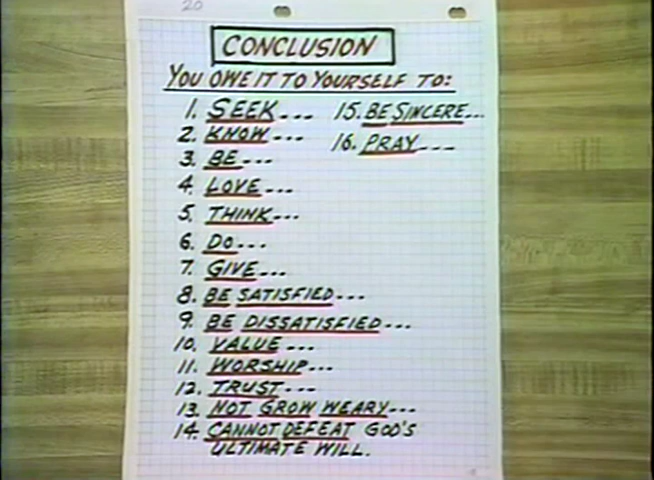 20
CONCLUSION
YOU OWE IT TO YOURSELF TO:
1. SEEK---
2. KNOW---
3. BE---
4. LOVE---
5. THINK---
6. DO---
7. GIVE---
8. BE SATISFIED---
9. BE DISSATISFIED---
10. VALUE---
11. WORSHIP---
12. TRUST---
13. NOT GROW WEARY---
14. CANNOT DEFEAT GOD'S
ULTIMATE WILL.
15. BE SINCERE---
16. PRAY---